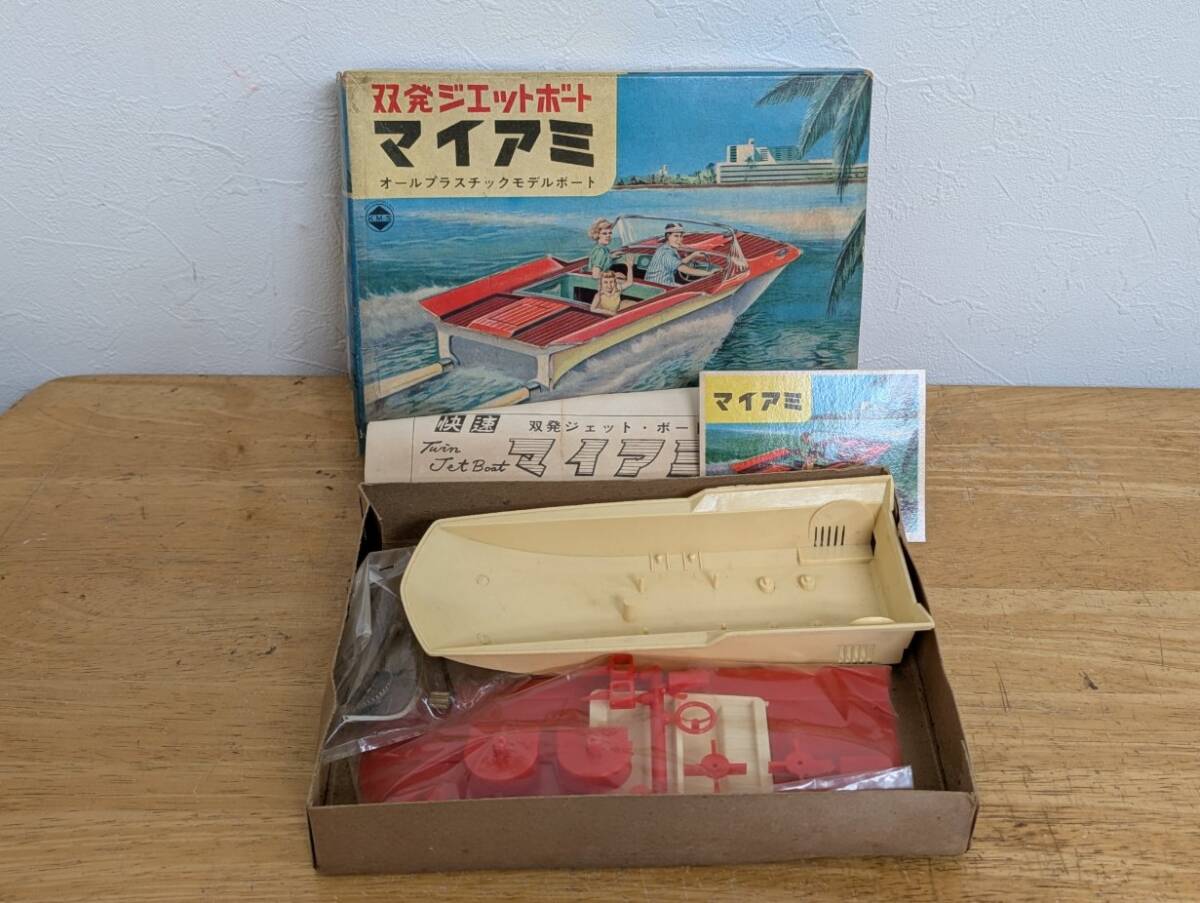 双発ジエットボート
マイアミ
オールプラスチックモデルボート
K.M.S
快速 双発ジェット・ボー
Twin
Jet Boat
マイアミ
マイアミ